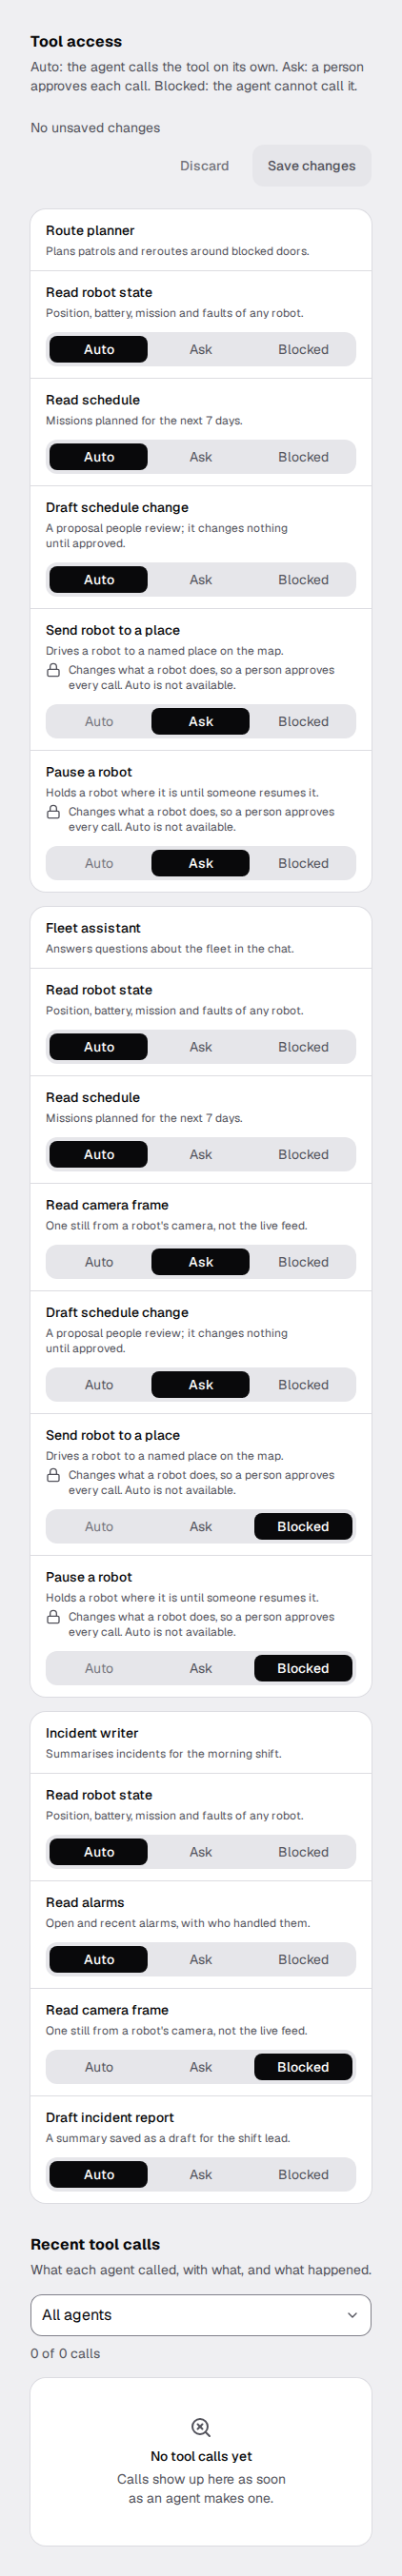 Tool access
Auto: the agent calls the tool on its own. Ask: a person
approves each call. Blocked: the agent cannot call it.
No unsaved changes
Discard
Save changes
Route planner
Plans patrols and reroutes around blocked doors.
Read robot state
Position, battery, mission and faults of any robot.
Auto
Ask
Blocked
Read schedule
Missions planned for the next 7 days.
Auto
Ask
Blocked
Draft schedule change
A proposal people review; it changes nothing
until approved.
Auto
Ask
Blocked
Send robot to a place
Drives a robot to a named place on the map.
Changes what a robot does, so a person approves
every call. Auto is not available.
Auto
Ask
Blocked
Pause a robot
Holds a robot where it is until someone resumes it.
Changes what a robot does, so a person approves
every call. Auto is not available.
Auto
Ask
Blocked
Fleet assistant
Answers questions about the fleet in the chat.
Read robot state
Position, battery, mission and faults of any robot.
Auto
Ask
Blocked
Read schedule
Missions planned for the next 7 days.
Auto
Ask
Blocked
Read camera frame
One still from a robot's camera, not the live feed.
Auto
Ask
Blocked
Draft schedule change
A proposal people review; it changes nothing
until approved.
Auto
Ask
Blocked
Send robot to a place
Drives a robot to a named place on the map.
Changes what a robot does, so a person approves
every call. Auto is not available.
Auto
Ask
Blocked
Pause a robot
Holds a robot where it is until someone resumes it.
Changes what a robot does, so a person approves
every call. Auto is not available.
Auto
Ask
Blocked
Incident writer
Summarises incidents for the morning shift.
Read robot state
Position, battery, mission and faults of any robot.
Auto
Ask
Blocked
Read alarms
Open and recent alarms, with who handled them.
Auto
Ask
Blocked
Read camera frame
One still from a robot's camera, not the live feed.
Auto
Ask
Blocked
Draft incident report
A summary saved as a draft for the shift lead.
Auto
Ask
Blocked
Recent tool calls
What each agent called, with what, and what happened.
All agents
0 of 0 calls
No tool calls yet
Calls show up here as soon
as an agent makes one.